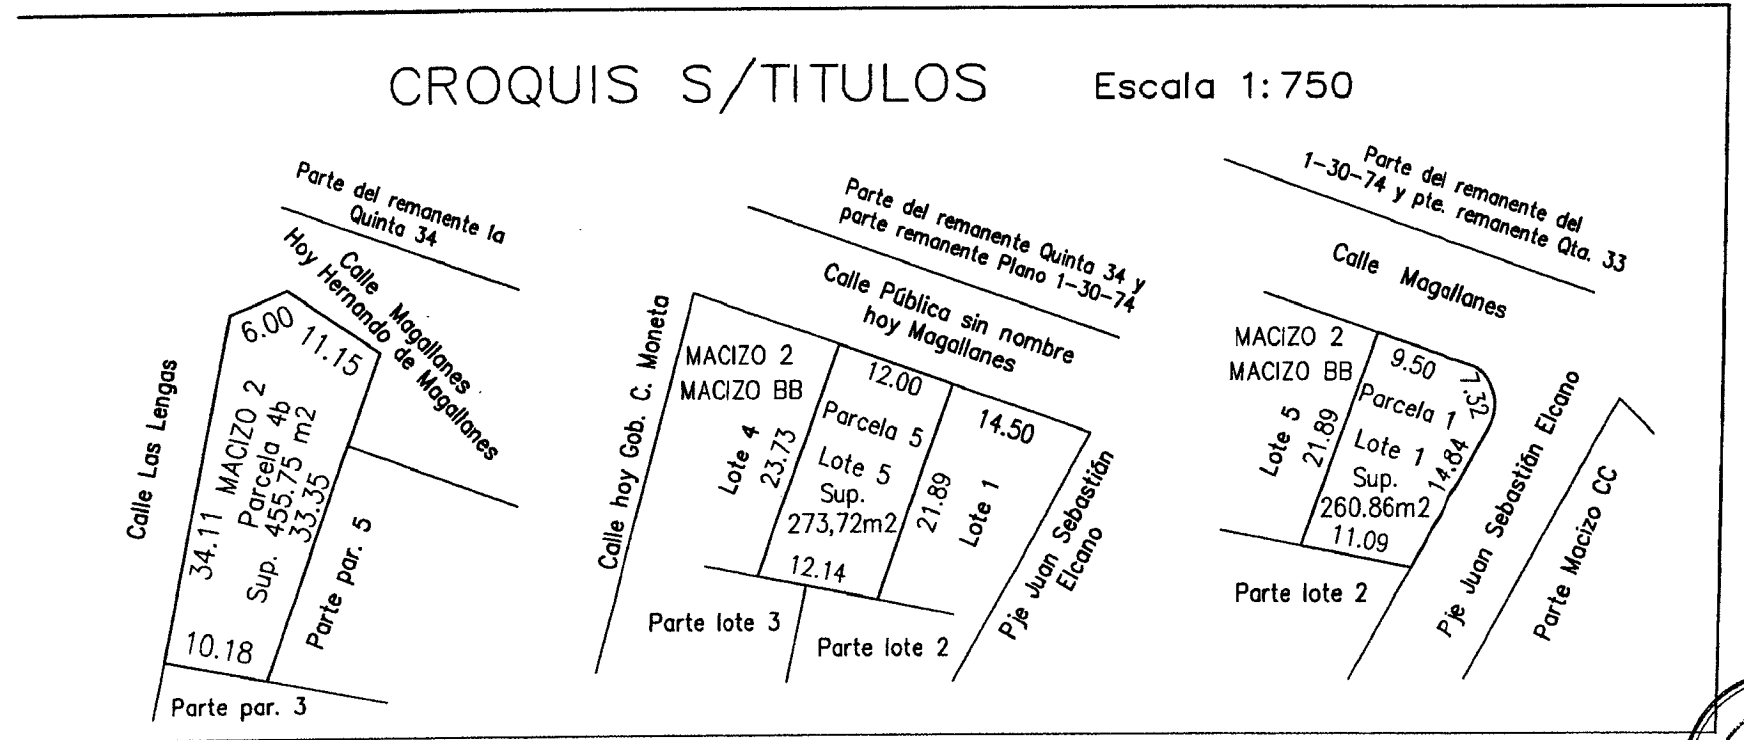 CROQUIS S/TITULOS
Escala 1:750
Parte del remanente la
Quinta 34
Calle Magallanes
Hoy Hernando de Magallanes
Calle Las Lengas
6.00
11.15
34.11
MACIZO 2
Parcela 4b
Sup. 455.75 m2
33.35
10.18
Parte par. 5
Parte par. 3
Parte del remanente Quinta 34 y
parte remanente Plano 1-30-74
Calle Pública sin nombre
hoy Magallanes
Calle hoy Gob. C. Moneta
MACIZO 2
MACIZO BB
Lote 4
23.73
12.00
Parcela 5
Lote 5
Sup.
273,72m2
12.14
21.89
14.50
Lote 1
Pje Juan Sebastián
Elcano
Parte lote 3
Parte lote 2
Parte del remanente del
1-30-74 y pte. remanente Qta. 33
Calle Magallanes
MACIZO 2
MACIZO BB
Lote 5
21.89
9.50
7.32
Parcela 1
Lote 1
Sup.
260.86m2
14.84
11.09
Parte lote 2
Pje Juan Sebastián Elcano
Parte Macizo CC